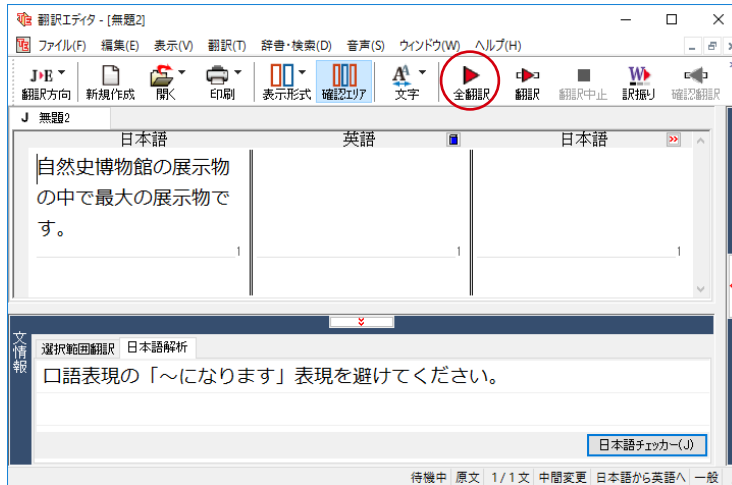 翻訳エディタ - [無題2]
ファイル(F) 編集(E) 表示(V) 翻訳(T) 辞書・検索(D) 音声(S) ウィンドウ(W) ヘルプ(H)
J▸E
翻訳方向 新規作成 開く 印刷 表示形式 確認エリア 文字 全翻訳 翻訳 翻訳中止 訳振り 確認翻訳
J 無題2
日本語 英語 日本語
自然史博物館の展示物
の中で最大の展示物で
す。
1 1 1
文情報
選択範囲翻訳 日本語解析
口語表現の「～になります」表現を避けてください。
日本語チェッカー(J)
待機中 原文 1/1文 中間変更 日本語から英語へ 一般